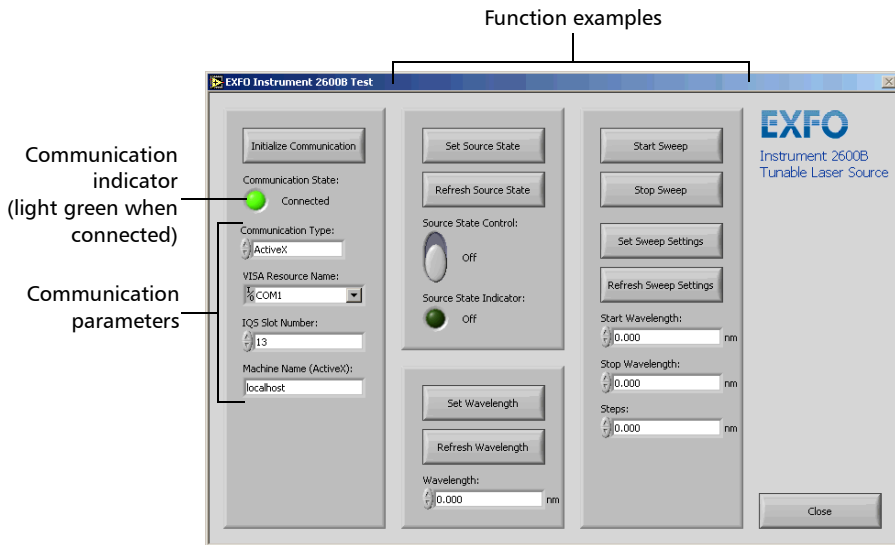 Function examples
EXFO Instrument 2600B Test
Communication
indicator
(light green when
connected)
Communication
parameters
Initialize Communication
Communication State:
Connected
Communication Type:
ActiveX
VISA Resource Name:
COM1
IQS Slot Number:
13
Machine Name (ActiveX):
localhost
Set Source State
Refresh Source State
Source State Control:
Off
Source State Indicator:
Off
Set Wavelength
Refresh Wavelength
Wavelength:
0.000 nm
Start Sweep
Stop Sweep
Set Sweep Settings
Refresh Sweep Settings
Start Wavelength:
0.000 nm
Stop Wavelength:
0.000 nm
Steps:
0.000 nm
EXFO
Instrument 2600B
Tunable Laser Source
Close